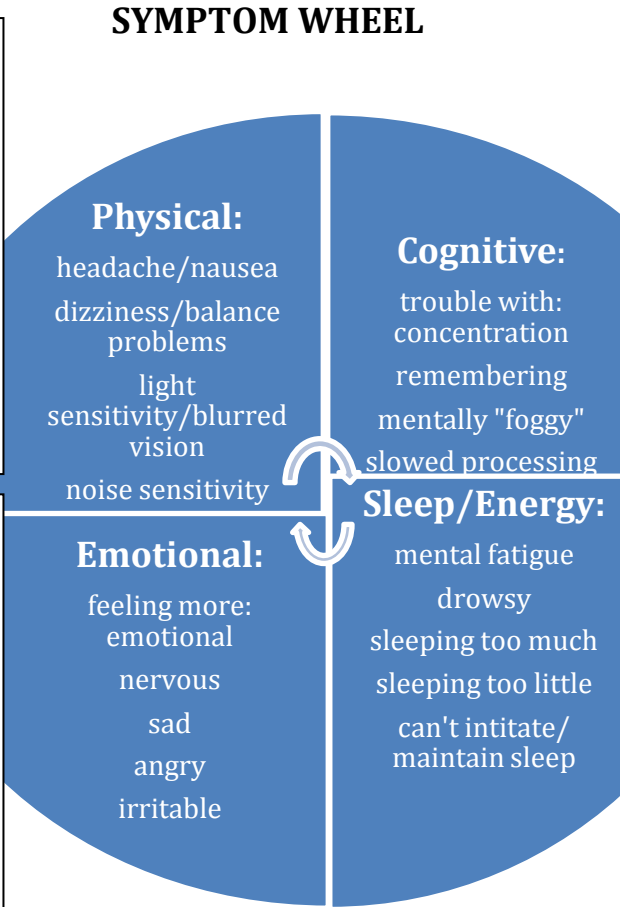 SYMPTOM WHEEL
Physical:
headache/nausea
dizziness/balance
problems
light
sensitivity/blurred
vision
noise sensitivity
Cognitive:
trouble with:
concentration
remembering
mentally "foggy"
slowed processing
Emotional:
feeling more:
emotional
nervous
sad
angry
irritable
Sleep/Energy:
mental fatigue
drowsy
sleeping too much
sleeping too little
can't intitate/
maintain sleep